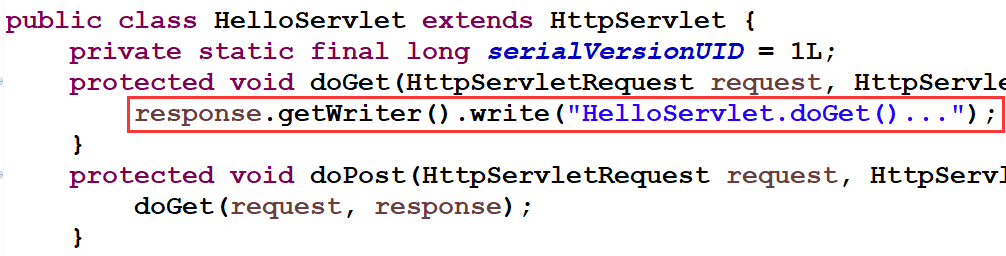 public class HelloServlet extends HttpServlet {
    private static final long serialVersionUID = 1L;
    protected void doGet(HttpServletRequest request, HttpServle
        response.getWriter().write("HelloServlet.doGet()...");
    }
    protected void doPost(HttpServletRequest request, HttpServl
        doGet(request, response);
    }